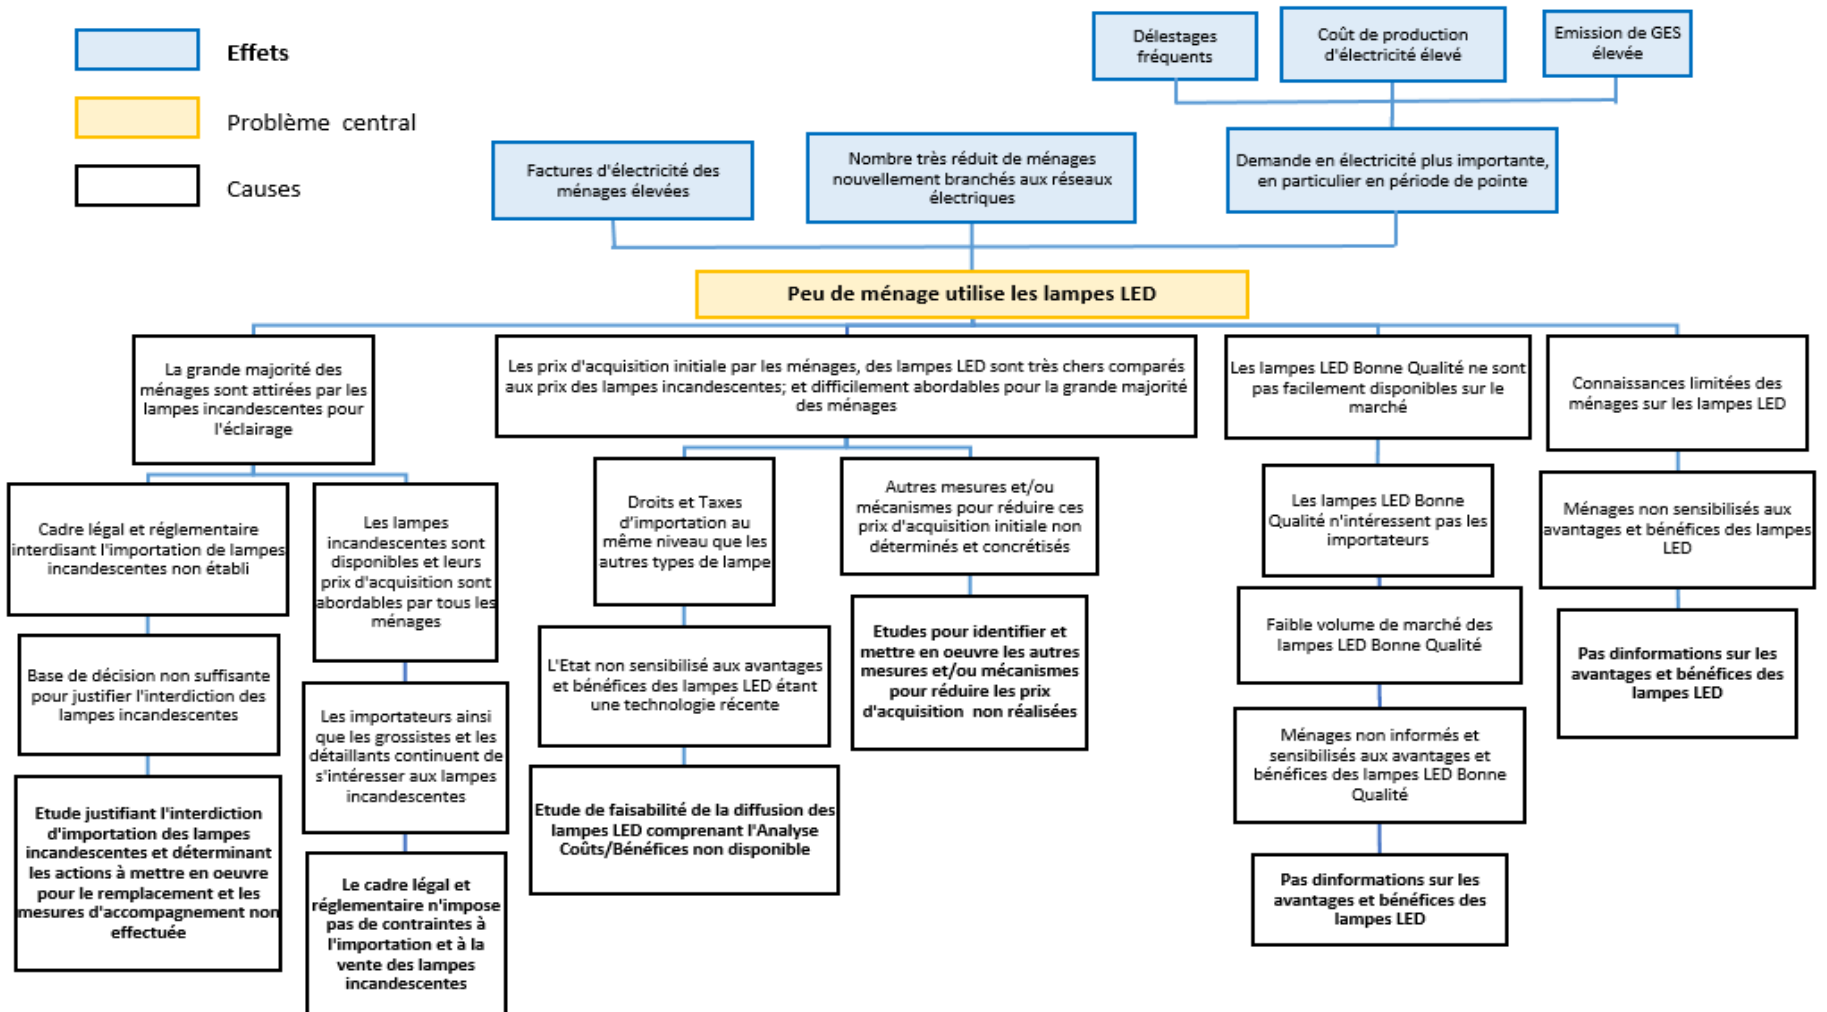 Effets
Problème central
Causes
Délestages
fréquents
Coût de production
d'électricité élevé
Emission de GES
élevée
Factures d'électricité des
ménages élevées
Nombre très réduit de ménages
nouvellement branchés aux réseaux
électriques
Demande en électricité plus importante,
en particulier en période de pointe
Peu de ménage utilise les lampes LED
La grande majorité des
ménages sont attirées par les
lampes incandescentes pour
l'éclairage
Les prix d'acquisition initiale par les ménages, des lampes LED sont très chers comparés
aux prix des lampes incandescentes; et difficilement abordables pour la grande majorité
des ménages
Les lampes LED Bonne Qualité ne sont
pas facilement disponibles sur le
marché
Connaissances limitées des
ménages sur les lampes LED
Cadre légal et réglementaire
interdisant l'importation de lampes
incandescentes non établi
Les lampes
incandescentes sont
disponibles et leurs
prix d'acquisition sont
abordables par tous les
ménages
Droits et Taxes
d'importation au
même niveau que les
autres types de lampe
Autres mesures et/ou
mécanismes pour réduire ces
prix d'acquisition initiale non
déterminés et concrétisés
Les lampes LED Bonne
Qualité n'intéressent pas les
importateurs
Ménages non sensibilisés aux
avantages et bénéfices des lampes
LED
Base de décision non suffisante
pour justifier l'interdiction des
lampes incandescentes
Les importateurs ainsi
que les grossistes et les
détaillants continuent de
s'intéresser aux lampes
incandescentes
L'Etat non sensibilisé aux avantages
et bénéfices des lampes LED étant
une technologie récente
Etudes pour identifier et
mettre en oeuvre les autres
mesures et/ou mécanismes
pour réduire les prix
d'acquisition non réalisées
Faible volume de marché des
lampes LED Bonne Qualité
Pas dinformations sur les
avantages et bénéfices des
lampes LED
Etude justifiant l'interdiction
d'importation des lampes
incandescentes et déterminant
les actions à mettre en oeuvre
pour le remplacement et les
mesures d'accompagnement non
effectuée
Le cadre légal et
réglementaire n'impose
pas de contraintes à
l'importation et à la
vente des lampes
incandescentes
Etude de faisabilité de la diffusion des
lampes LED comprenant l'Analyse
Coûts/Bénéfices non disponible
Ménages non informés et
sensibilisés aux avantages et
bénéfices des lampes LED Bonne
Qualité
Pas dinformations sur les
avantages et bénéfices des
lampes LED